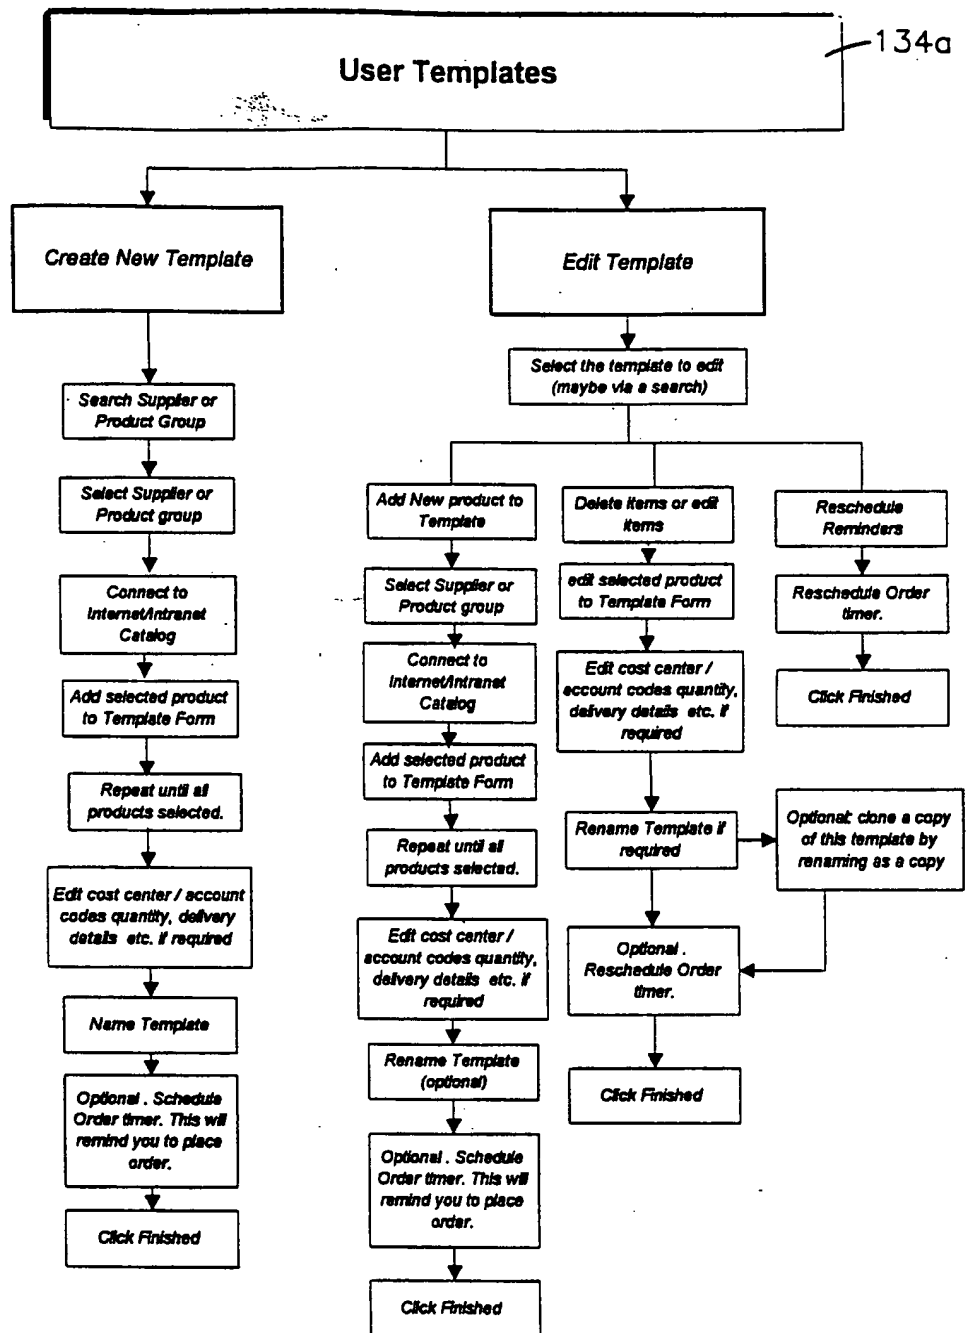 134a
User Templates
Create New Template
Search Supplier or
Product Group
Select Supplier or
Product group
Connect to
Internet/Intranet
Catalog
Add selected product
to Template Form
Repeat until all
products selected.
Edit cost center / account
codes quantity, delivery
details etc. if required
Name Template
Optional . Schedule
Order timer. This will
remind you to place
order.
Click Finished
Edit Template
Select the template to edit
(maybe via a search)
Add New product to
Template
Select Supplier or
Product group
Connect to
Internet/Intranet
Catalog
Add selected product
to Template Form
Repeat until all
products selected.
Edit cost center /
account codes quantity,
delivery details etc. if
required
Rename Template
(optional)
Optional . Schedule
Order timer. This will
remind you to place
order.
Click Finished
Delete items or edit
items
edit selected product
to Template Form
Edit cost center /
account codes quantity,
delivery details etc. if
required
Rename Template if
required
Optional: clone a copy
of this template by
renaming as a copy
Optional .
Reschedule Order
timer.
Click Finished
Reschedule
Reminders
Reschedule Order
timer.
Click Finished